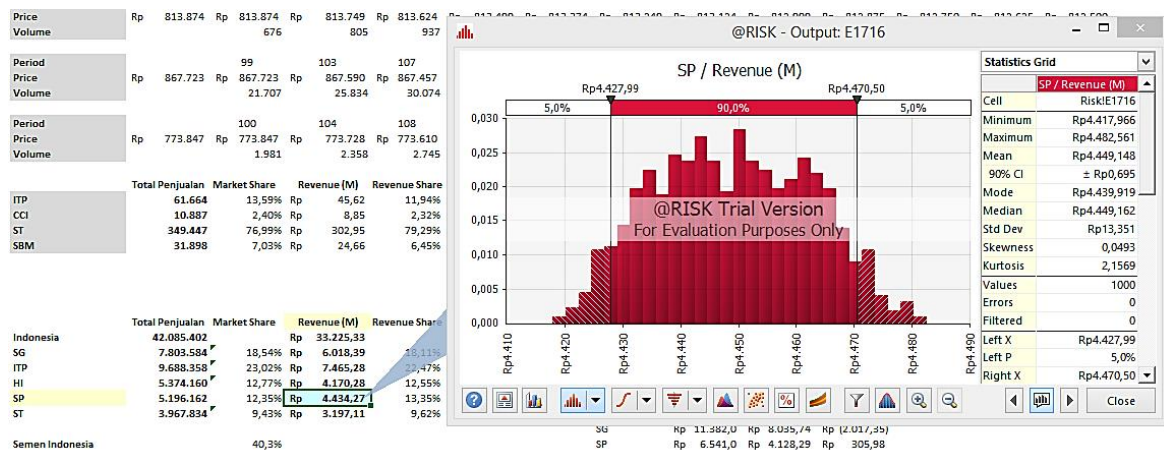 Price Rp 813.874 Rp 813.874 Rp 813.749 Rp 813.624
Volume 676 805 937
Period 99 103 107
Price Rp 867.723 Rp 867.723 Rp 867.590 Rp 867.457
Volume 21.707 25.834 30.074
Period 100 104 108
Price Rp 773.847 Rp 773.847 Rp 773.728 Rp 773.610
Volume 1.981 2.358 2.745
Total Penjualan Market Share Revenue (M) Revenue Share
ITP 61.664 13,59% Rp 45,62 11,94%
CCI 10.887 2,40% Rp 8,85 2,32%
ST 349.447 76,99% Rp 302,95 79,29%
SBM 31.898 7,03% Rp 24,66 6,45%
Total Penjualan Market Share Revenue (M) Revenue Share
Indonesia 42.085.402 Rp 33.225,33
SG 7.803.584 18,54% Rp 6.018,39 18,11%
ITP 9.688.358 23,02% Rp 7.465,28 22,47%
HI 5.374.160 12,77% Rp 4.170,28 12,55%
SP 5.196.162 12,35% Rp 4.434,27 13,35%
ST 3.967.834 9,43% Rp 3.197,11 9,62%
Semen Indonesia 40,3%
SG Rp 11.382,0 Rp 8.035,74 Rp (2.017,35)
SP Rp 6.541,0 Rp 4.128,29 Rp 305,98
@RISK - Output: E1716
SP / Revenue (M)
Rp4.427,99 Rp4.470,50
5,0% 90,0% 5,0%
0,030
0,025
0,020
0,015
0,010
0,005
0,000
@RISK Trial Version
For Evaluation Purposes Only
Rp4.410 Rp4.420 Rp4.430 Rp4.440 Rp4.450 Rp4.460 Rp4.470 Rp4.480 Rp4.490
Statistics Grid
SP / Revenue (M)
Cell Risk!E1716
Minimum Rp4.417,966
Maximum Rp4.482,561
Mean Rp4.449,148
90% CI ± Rp0,695
Mode Rp4.439,919
Median Rp4.449,162
Std Dev Rp13,351
Skewness 0,0493
Kurtosis 2,1569
Values 1000
Errors 0
Filtered 0
Left X Rp4.427,99
Left P 5,0%
Right X Rp4.470,50
Close